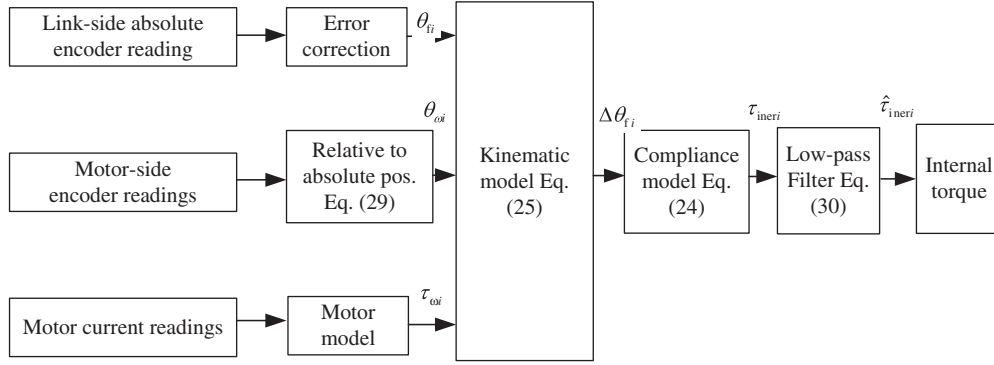 Link-side absolute
encoder reading
Error
correction
θfi
Motor-side
encoder readings
Relative to
absolute pos.
Eq. (29)
θωi
Motor current readings
Motor
model
τωi
Kinematic
model Eq.
(25)
Δθfi
Compliance
model Eq.
(24)
τineri
Low-pass
Filter Eq.
(30)
τ̂ineri
Internal
torque